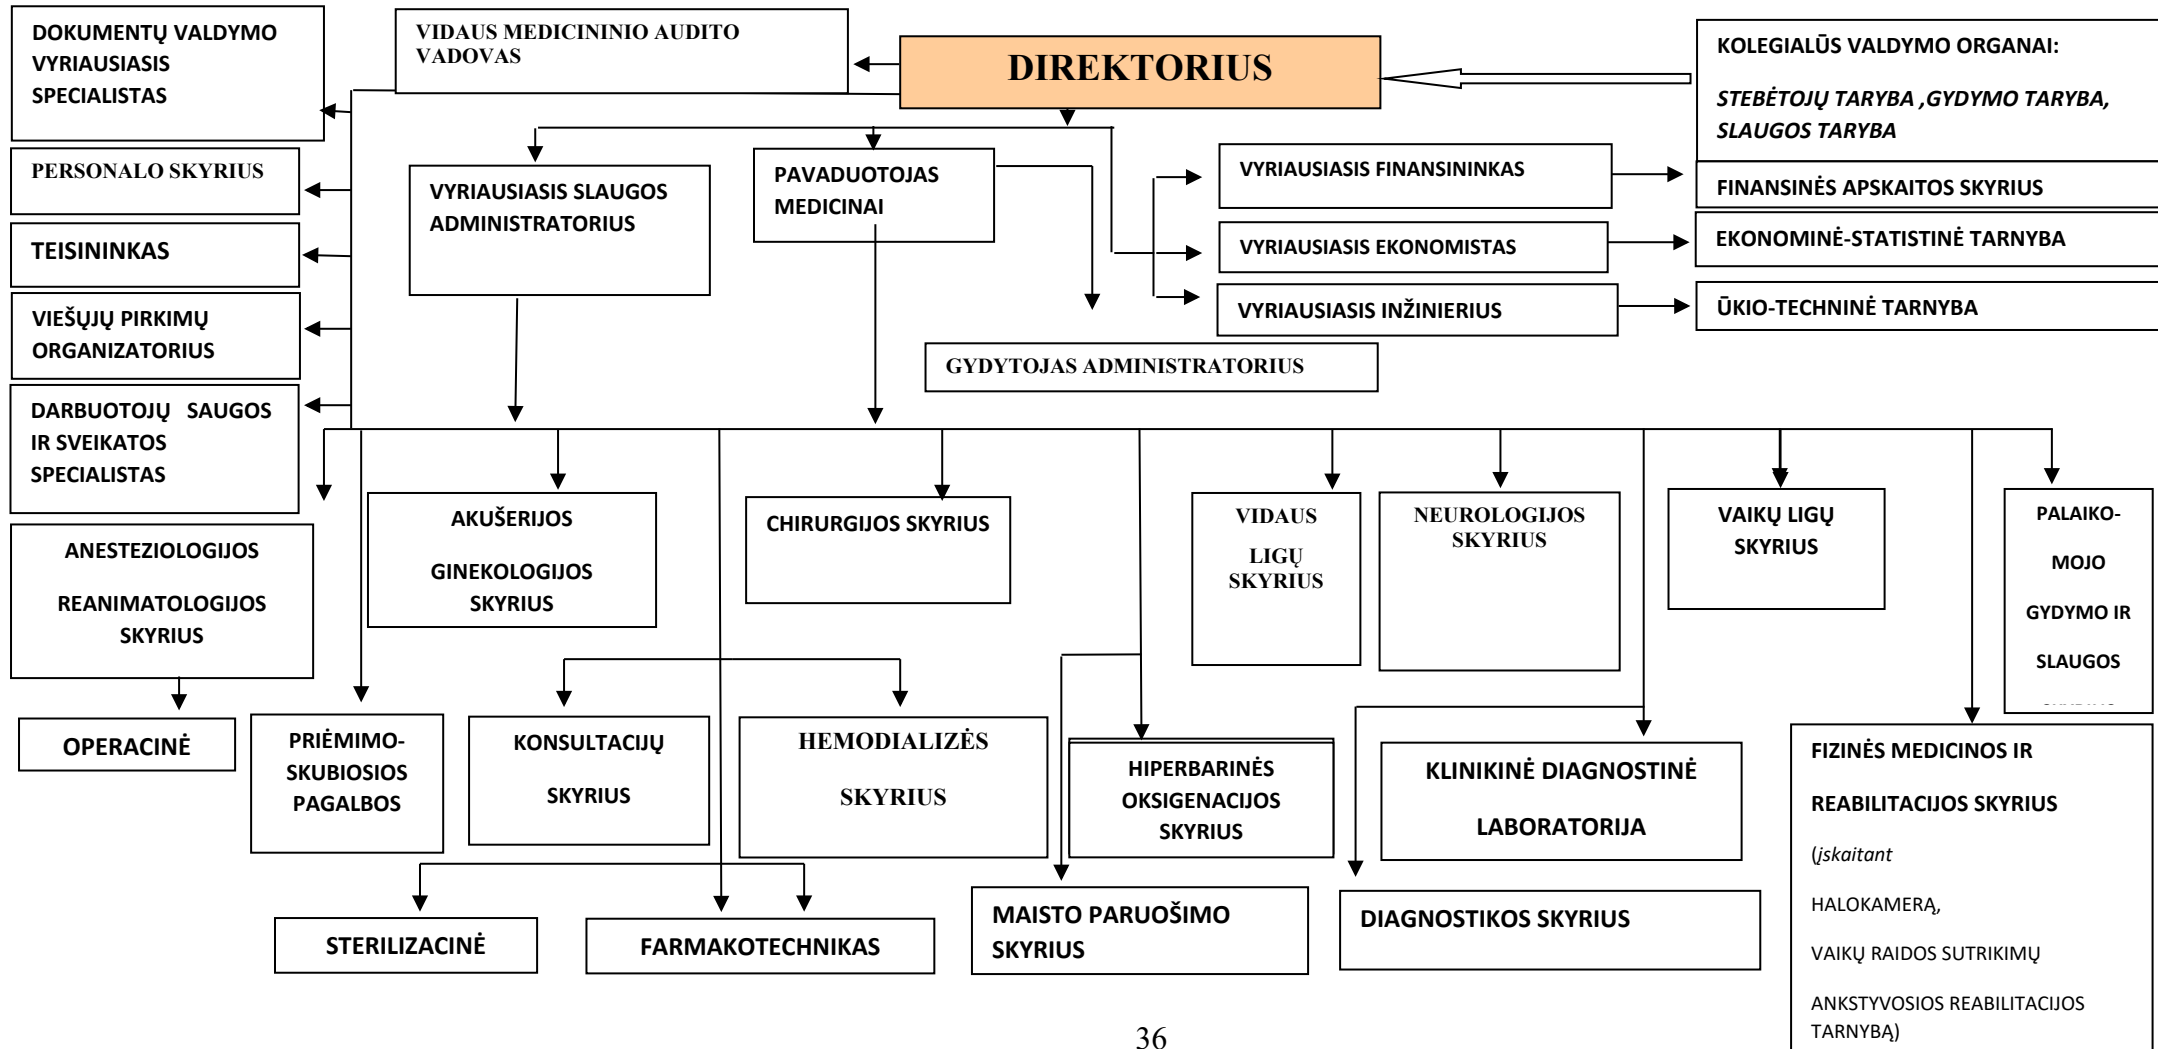 DOKUMENTŲ VALDYMO
VYRIAUSIASIS
SPECIALISTAS
VIDAUS MEDICININIO AUDITO
VADOVAS
DIREKTORIUS
KOLEGIALŪS VALDYMO ORGANAI:
STEBĖTOJŲ TARYBA ,GYDYMO TARYBA,
SLAUGOS TARYBA
PERSONALO SKYRIUS
VYRIAUSIASIS SLAUGOS
ADMINISTRATORIUS
PAVADUOTOJAS
MEDICINAI
VYRIAUSIASIS FINANSININKAS
FINANSINĖS APSKAITOS SKYRIUS
TEISININKAS
VYRIAUSIASIS EKONOMISTAS
EKONOMINĖ-STATISTINĖ TARNYBA
VIEŠŲJŲ PIRKIMŲ
ORGANIZATORIUS
VYRIAUSIASIS INŽINIERIUS
ŪKIO-TECHNINĖ TARNYBA
GYDYTOJAS ADMINISTRATORIUS
DARBUOTOJŲ SAUGOS
IR SVEIKATOS
SPECIALISTAS
ANESTEZIOLOGIJOS
REANIMATOLOGIJOS
SKYRIUS
AKUŠERIJOS
GINEKOLOGIJOS
SKYRIUS
CHIRURGIJOS SKYRIUS
VIDAUS
LIGŲ
SKYRIUS
NEUROLOGIJOS
SKYRIUS
VAIKŲ LIGŲ
SKYRIUS
PALAIKO-
MOJO
GYDYMO IR
SLAUGOS
OPERACINĖ
PRIĖMIMO-
SKUBIOSIOS
PAGALBOS
KONSULTACIJŲ
SKYRIUS
HEMODIALIZĖS
SKYRIUS
HIPERBARINĖS
OKSIGENACIJOS
SKYRIUS
KLINIKINĖ DIAGNOSTINĖ
LABORATORIJA
FIZINĖS MEDICINOS IR
REABILITACIJOS SKYRIUS
(įskaitant
HALOKAMERĄ,
VAIKŲ RAIDOS SUTRIKIMŲ
ANKSTYVOSIOS REABILITACIJOS
TARNYBĄ)
STERILIZACINĖ
FARMAKOTECHNIKAS
MAISTO PARUOŠIMO
SKYRIUS
DIAGNOSTIKOS SKYRIUS
36